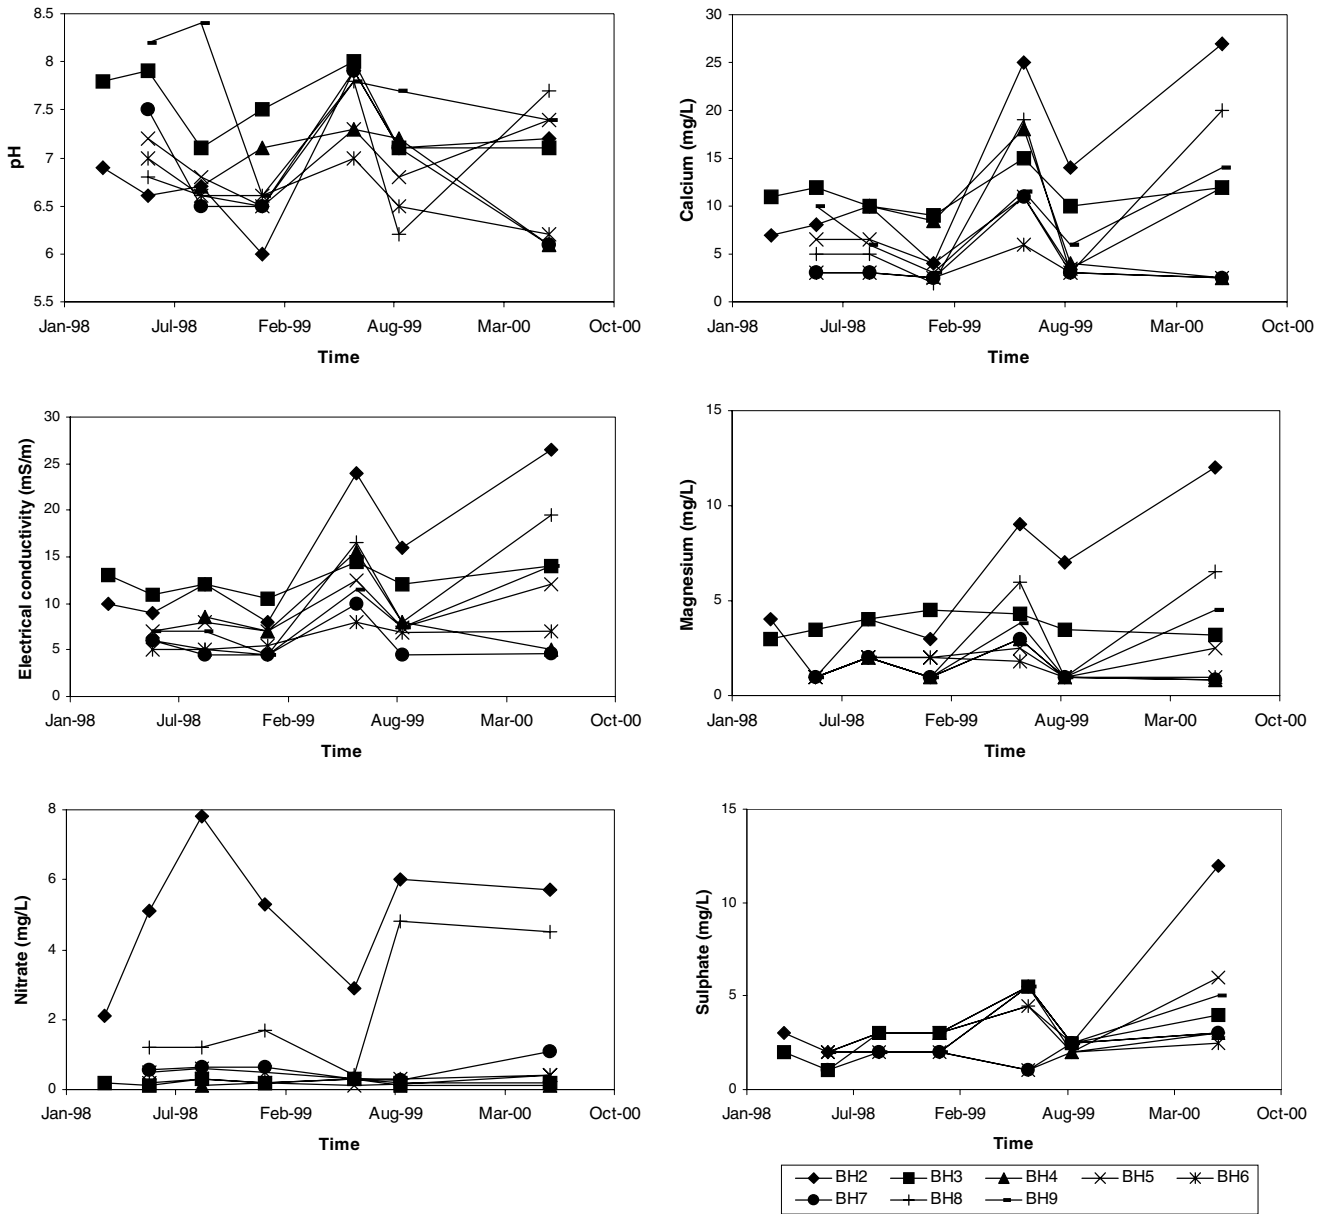 8.5
8
7.5
7
6.5
6
5.5
pH
Jan-98 Jul-98 Feb-99 Aug-99 Mar-00 Oct-00
Time
30
25
20
15
10
5
0
Calcium (mg/L)
Jan-98 Jul-98 Feb-99 Aug-99 Mar-00 Oct-00
Time
30
25
20
15
10
5
0
Electrical conductivity (mS/m)
Jan-98 Jul-98 Feb-99 Aug-99 Mar-00 Oct-00
Time
15
10
5
0
Magnesium (mg/L)
Jan-98 Jul-98 Feb-99 Aug-99 Mar-00 Oct-00
Time
8
6
4
2
0
Nitrate (mg/L)
Jan-98 Jul-98 Feb-99 Aug-99 Mar-00 Oct-00
Time
15
10
5
0
Sulphate (mg/L)
Jan-98 Jul-98 Feb-99 Aug-99 Mar-00 Oct-00
Time
BH2 BH3 BH4 BH5 BH6
BH7 BH8 BH9